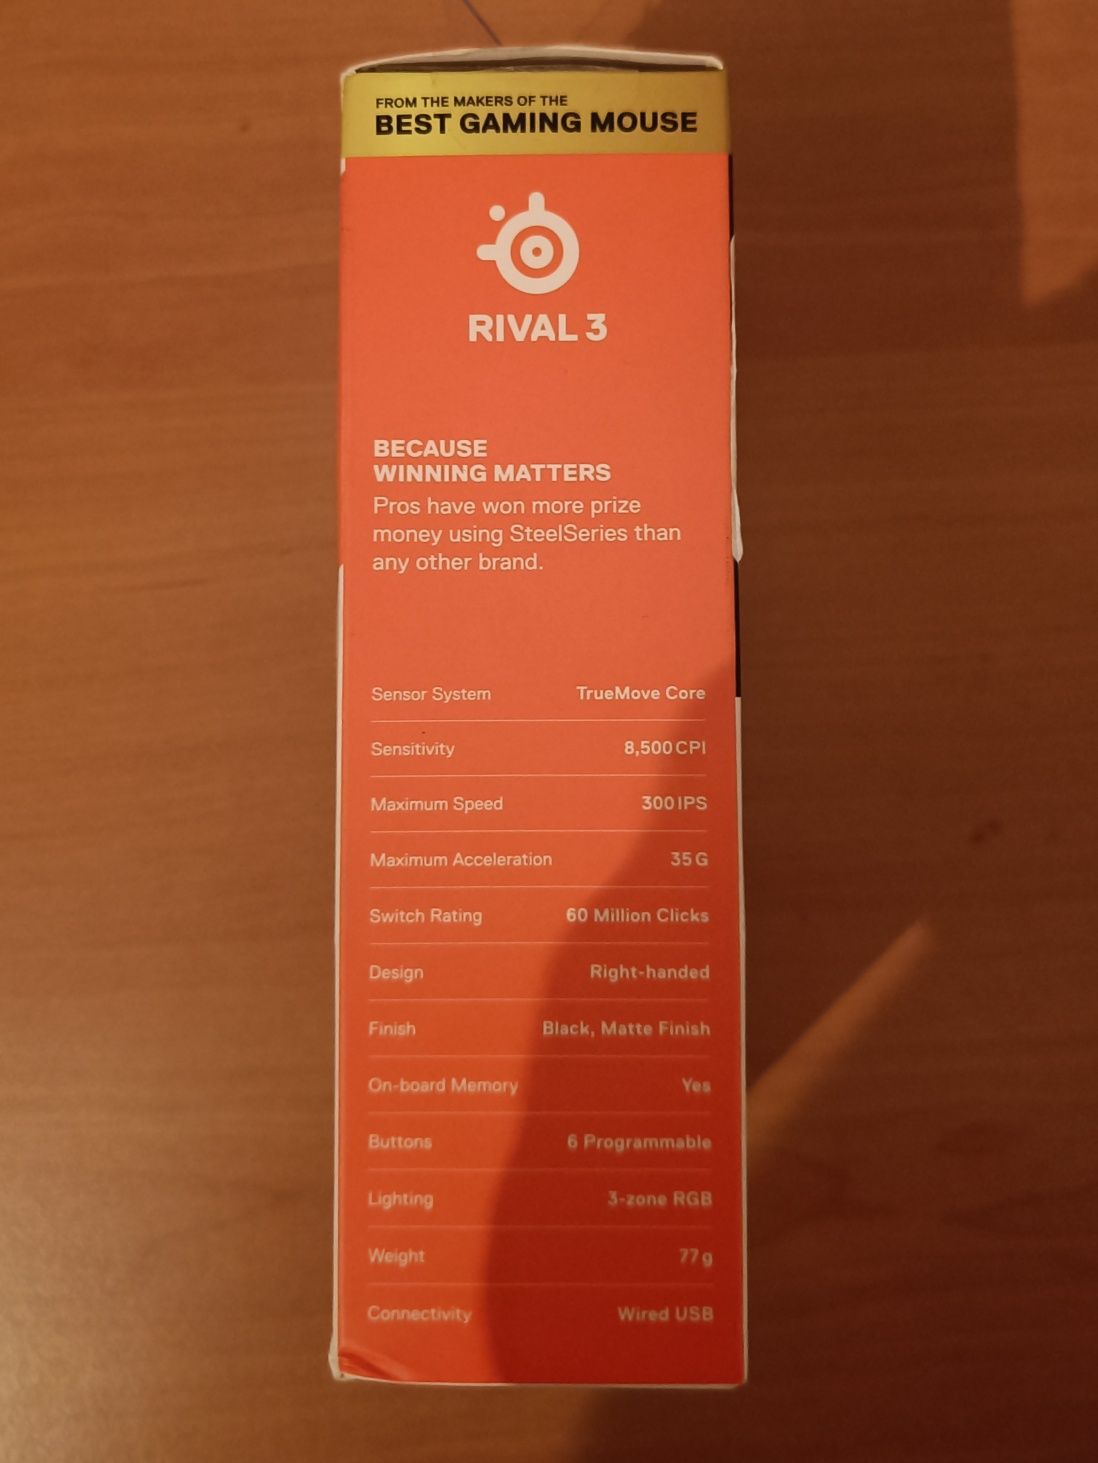 FROM THE MAKERS OF THE
BEST GAMING MOUSE
RIVAL 3
BECAUSE
WINNING MATTERS
Pros have won more prize
money using SteelSeries than
any other brand.
Sensor System TrueMove Core
Sensitivity 8,500 CPI
Maximum Speed 300 IPS
Maximum Acceleration 35 G
Switch Rating 60 Million Clicks
Design Right-handed
Finish Black, Matte Finish
On-board Memory Yes
Buttons 6 Programmable
Lighting 3-zone RGB
Weight 77 g
Connectivity Wired USB